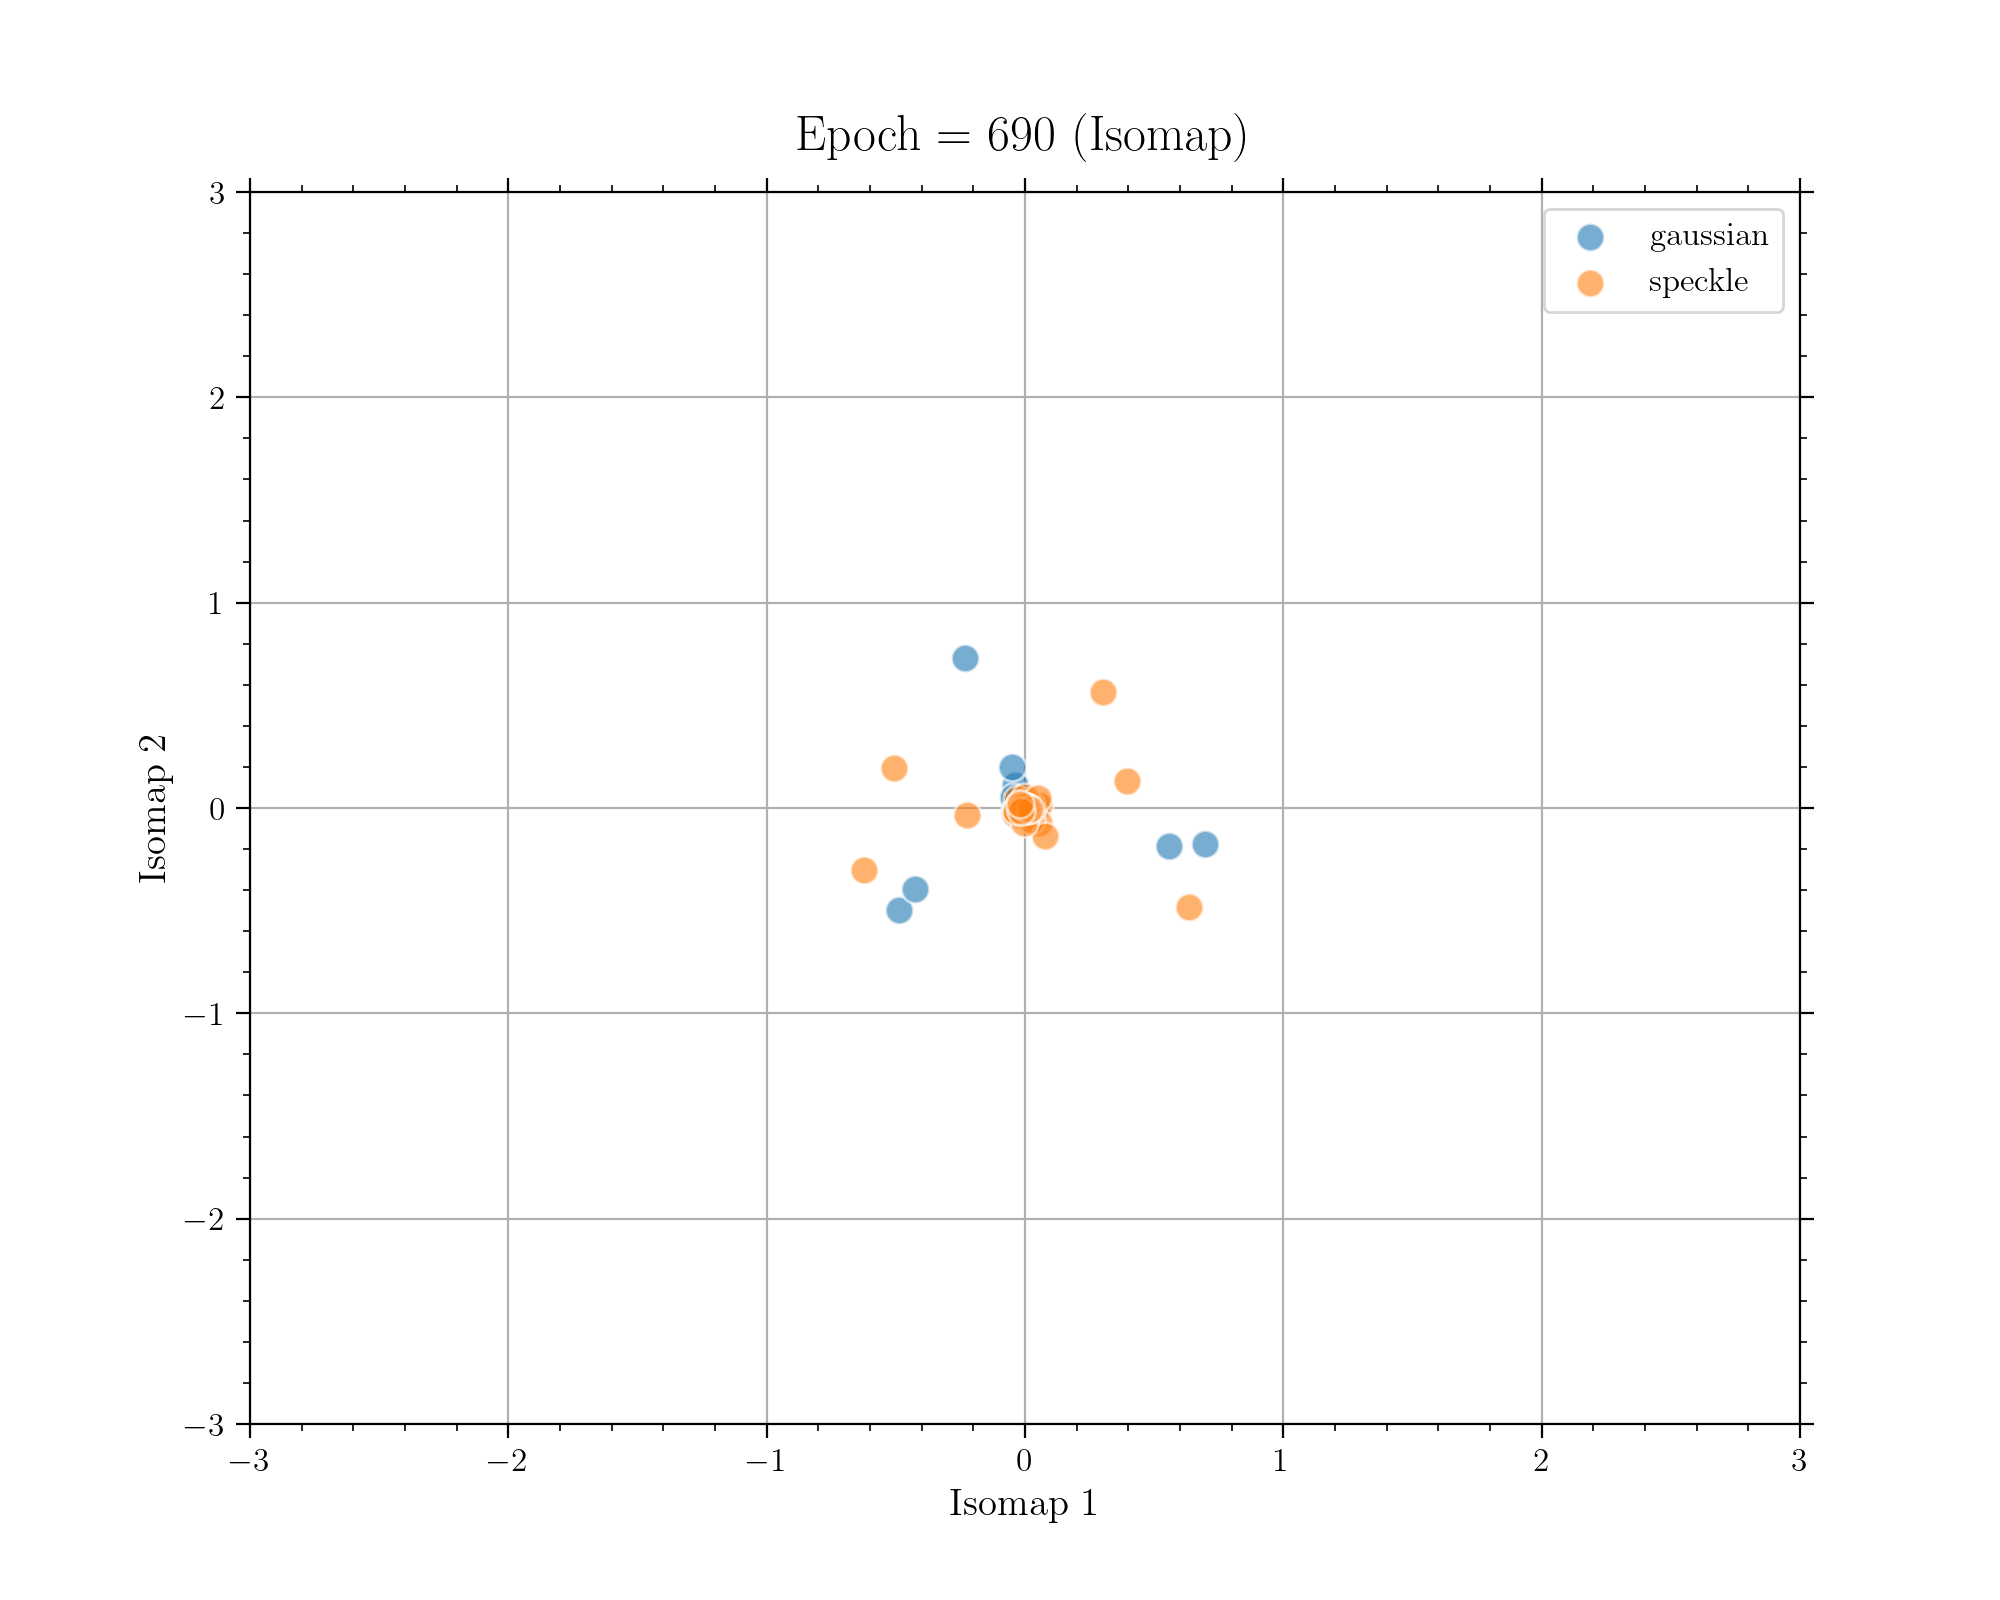 Epoch = 690 (Isomap)
gaussian
speckle
3
2
1
0
−1
−2
−3
Isomap 2
−3
−2
−1
0
1
2
3
Isomap 1